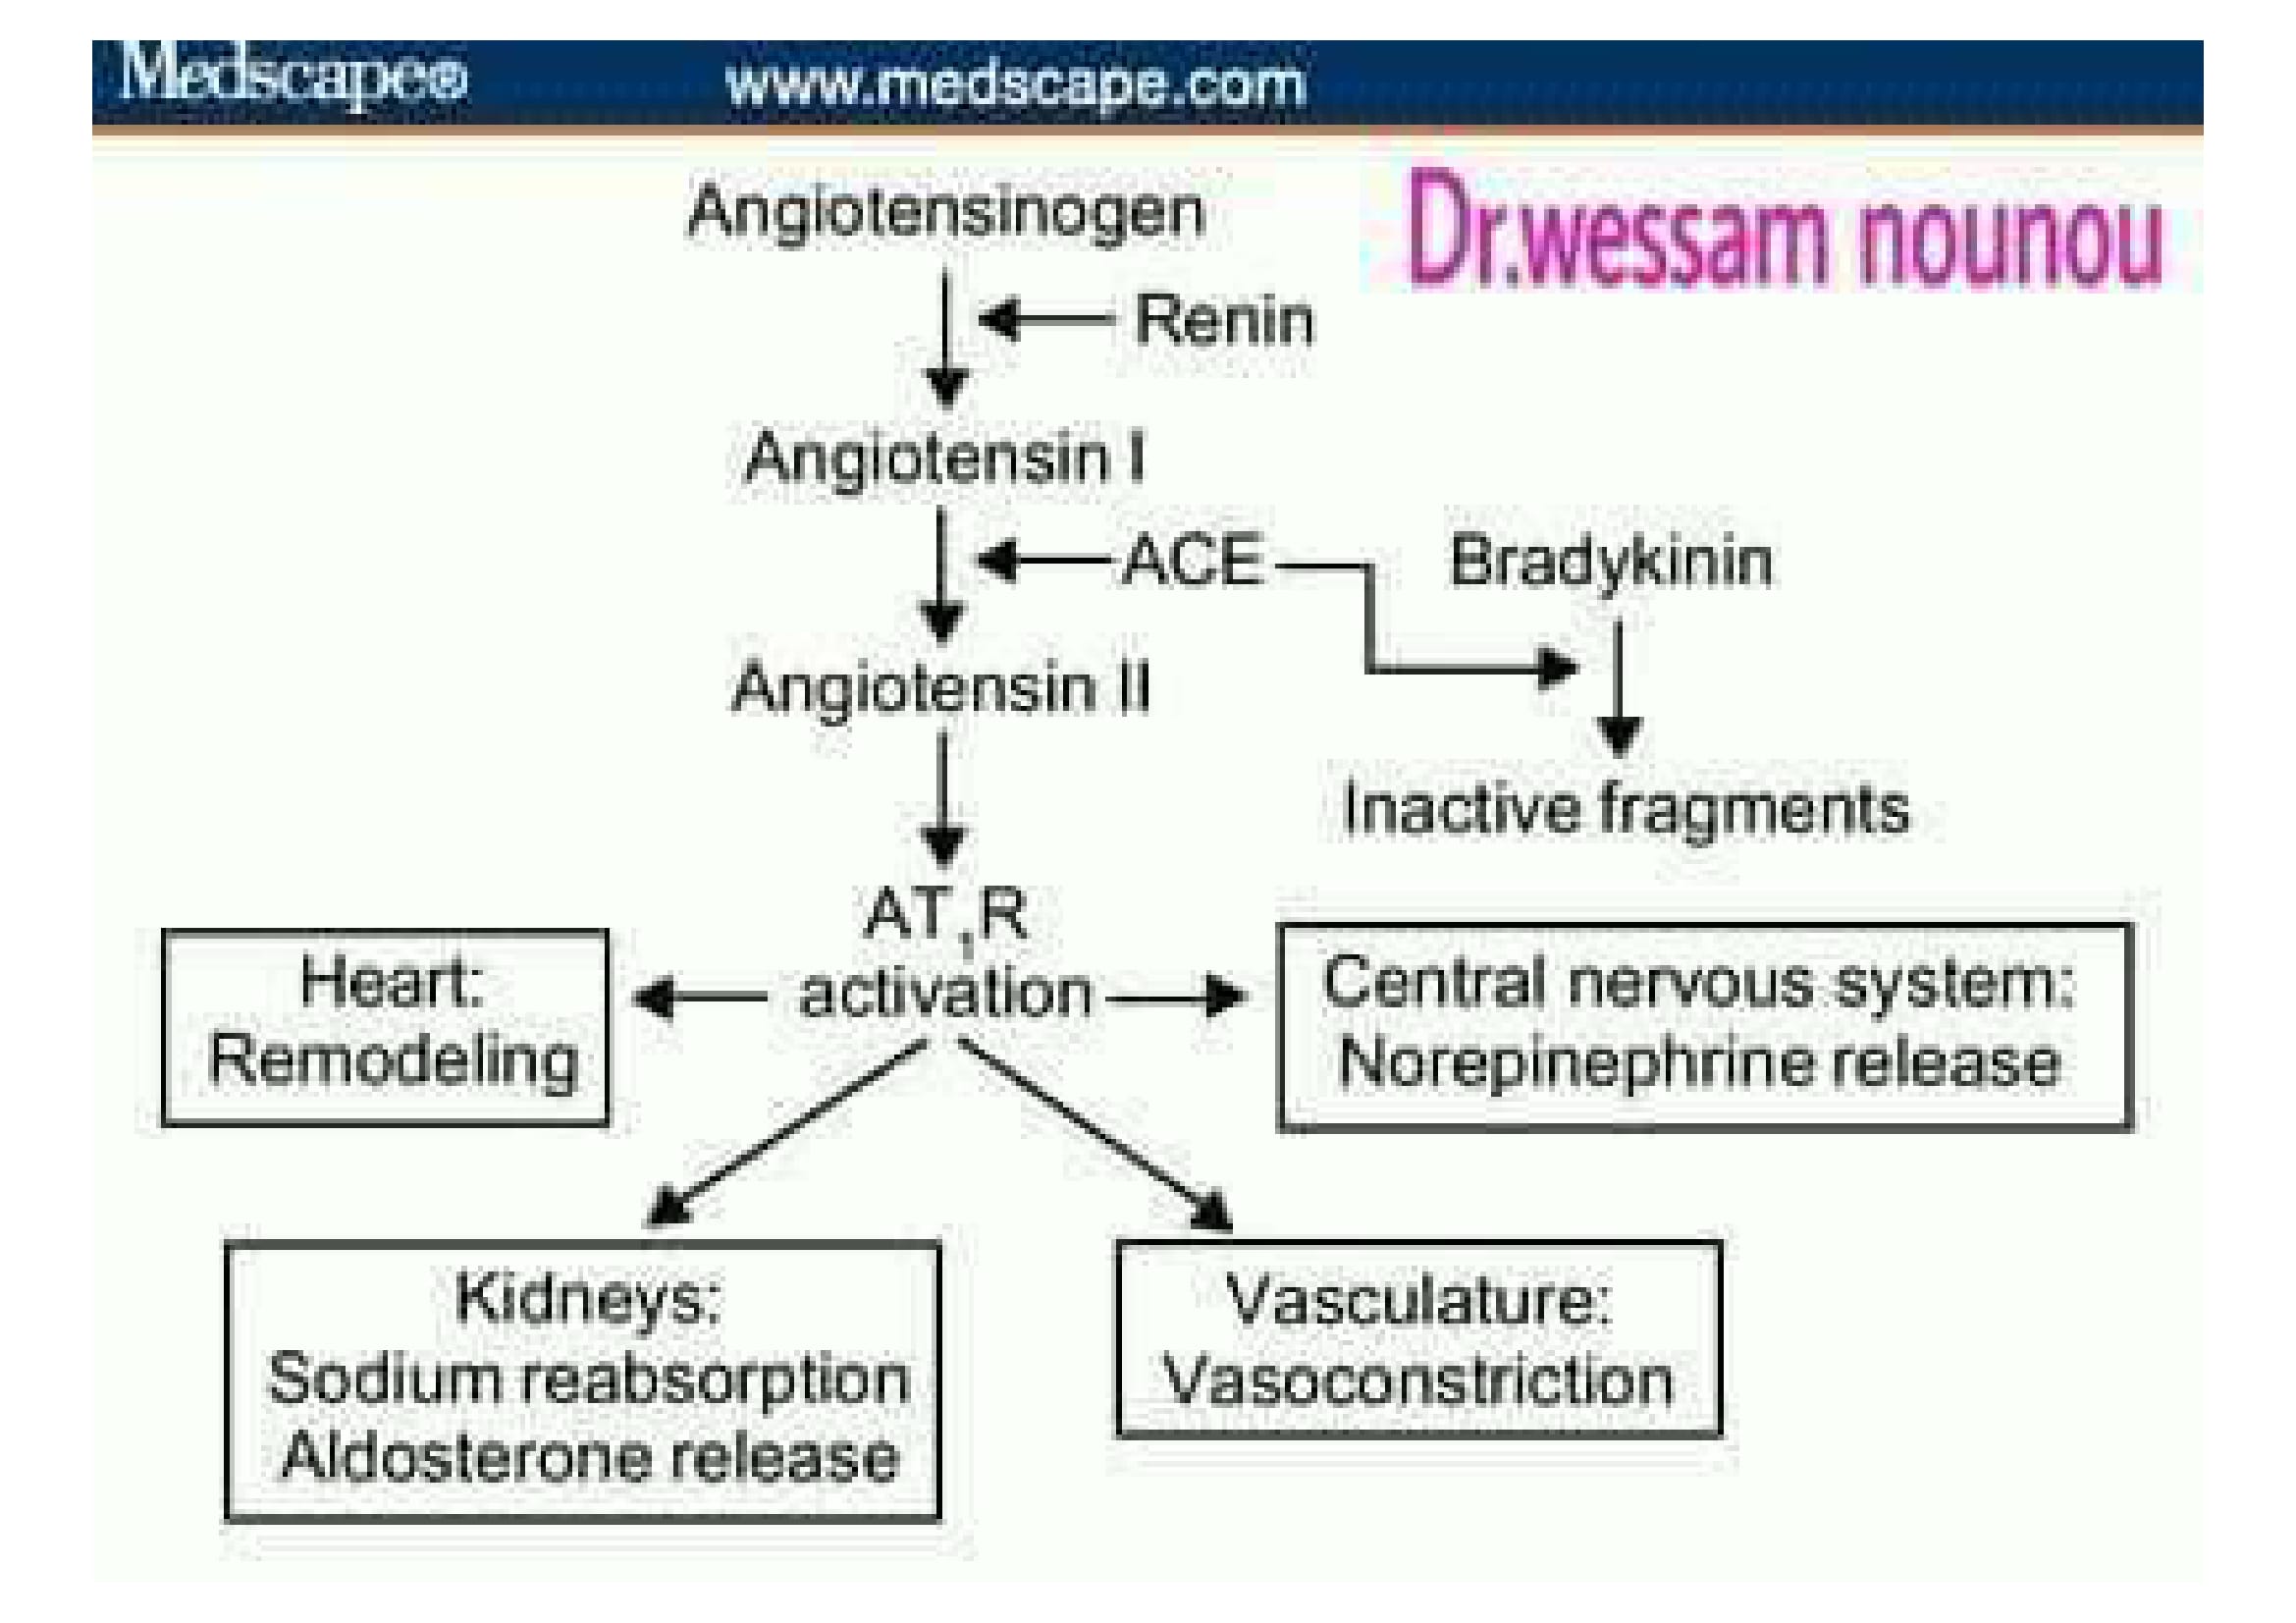 Medscape® www.medscape.com
Dr.wessam nounou
Angiotensinogen
Renin
Angiotensin I
ACE
Bradykinin
Angiotensin II
Inactive fragments
AT₁R
activation
Heart:
Remodeling
Central nervous system:
Norepinephrine release
Kidneys:
Sodium reabsorption
Aldosterone release
Vasculature:
Vasoconstriction